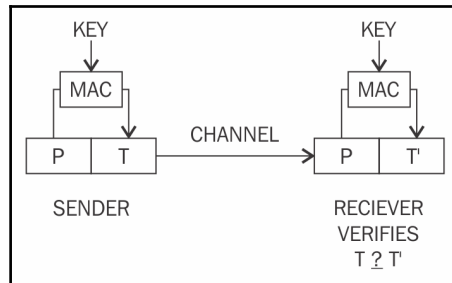 KEY KEY
MAC MAC
CHANNEL
P T P T'
SENDER RECIEVER
VERIFIES
T ? T'